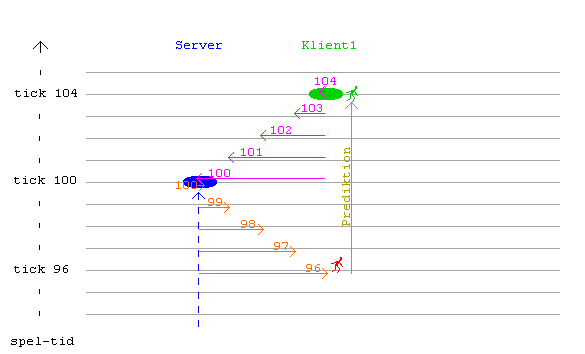 Server
Klient1
104
tick 104
103
102
101
100
tick 100
100
99
98
97
96
tick 96
Prediktion
spel-tid